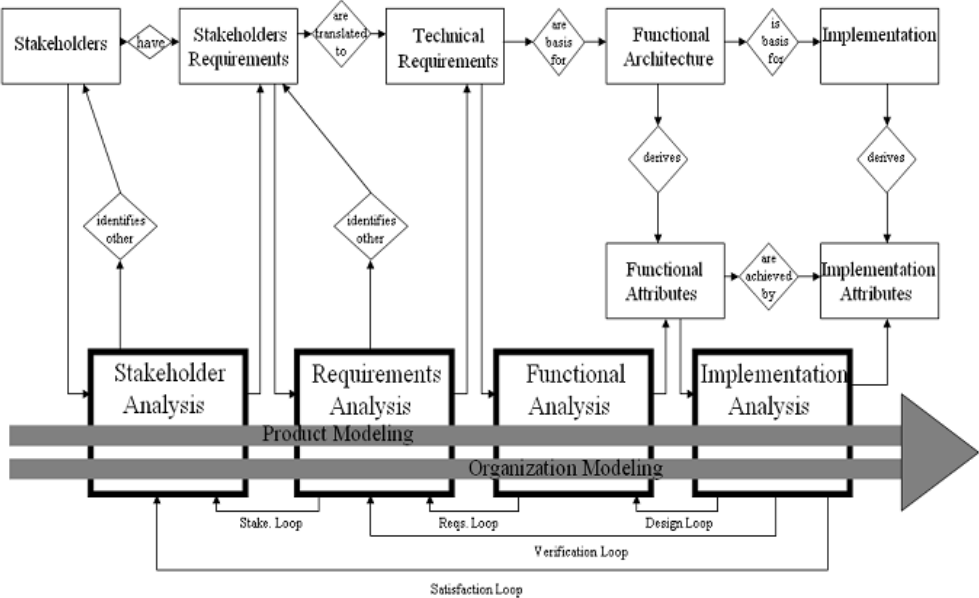 Stakeholders
have
Stakeholders
Requirements
are
translated
to
Technical
Requirements
are
basis
for
Functional
Architecture
is
basis
for
Implementation
derives
derives
identifies
other
identifies
other
Functional
Attributes
are
achieved
by
Implementation
Attributes
Stakeholder
Analysis
Requirements
Analysis
Functional
Analysis
Implementation
Analysis
Product Modeling
Organization Modeling
Stake. Loop
Reqs. Loop
Design Loop
Verification Loop
Satisfaction Loop